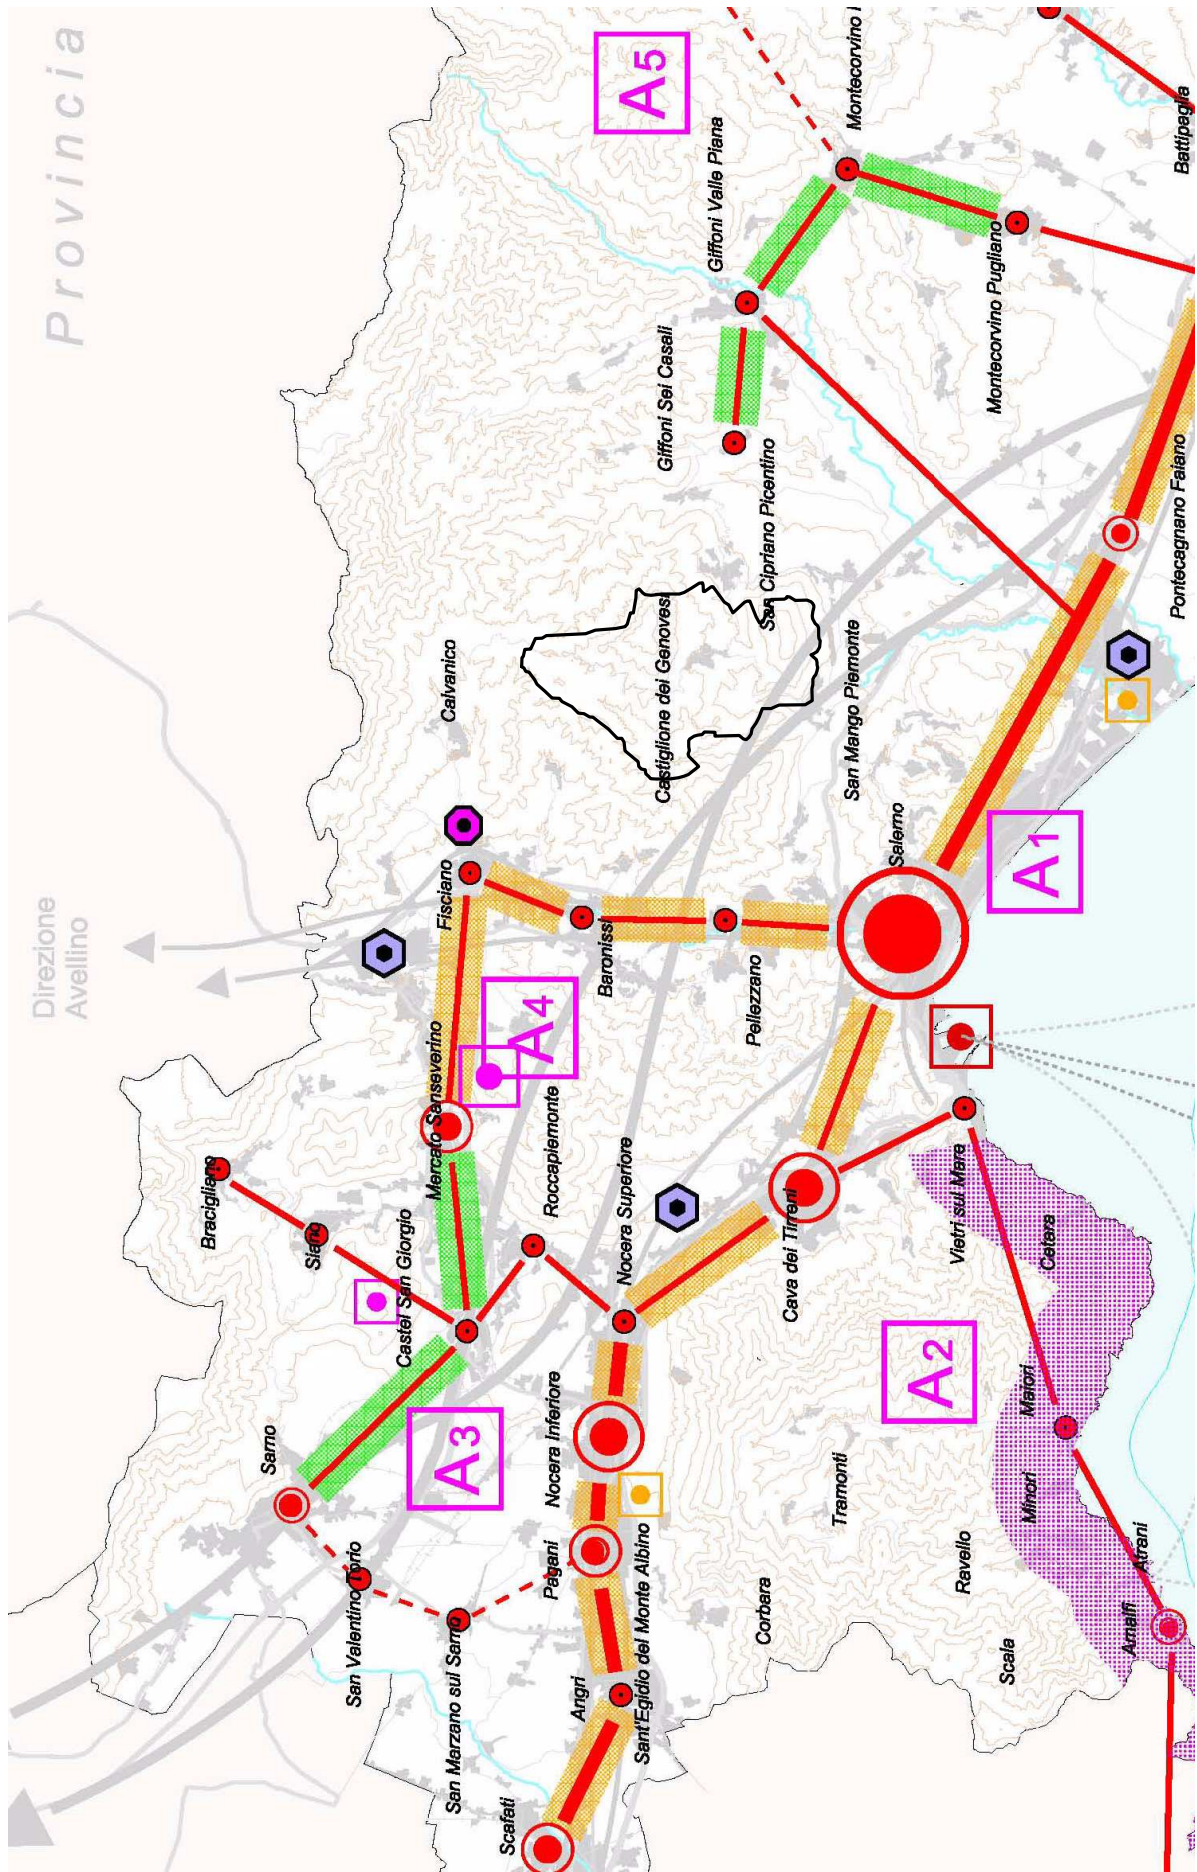 Provincia
A5
Montecorvino
Battipaglia
Giffoni Valle Piana
Montecorvino Pugliano
Giffoni Sei Casali
San Cipriano Picentino
Pontecagnano Faiano
Castiglione dei Genovesi
Calvanico
San Mango Piemonte
Salerno
A1
Fisciano
Direzione
Avellino
Baronissi
Pellezzano
A4
Mercato Sanseverino
Roccapiemonte
Bracigliano
Siano
Nocera Superiore
Castel San Giorgio
Cava dei Tirreni
Vietri sul Mare
Cetara
A2
Maiori
A3
Sarno
Nocera Inferiore
Minori
Tramonti
Pagani
Ravello
Atrani
San Valentino Torio
Sant'Egidio del Monte Albino
Corbara
Amalfi
Scala
San Marzano sul Sarno
Angri
Scafati